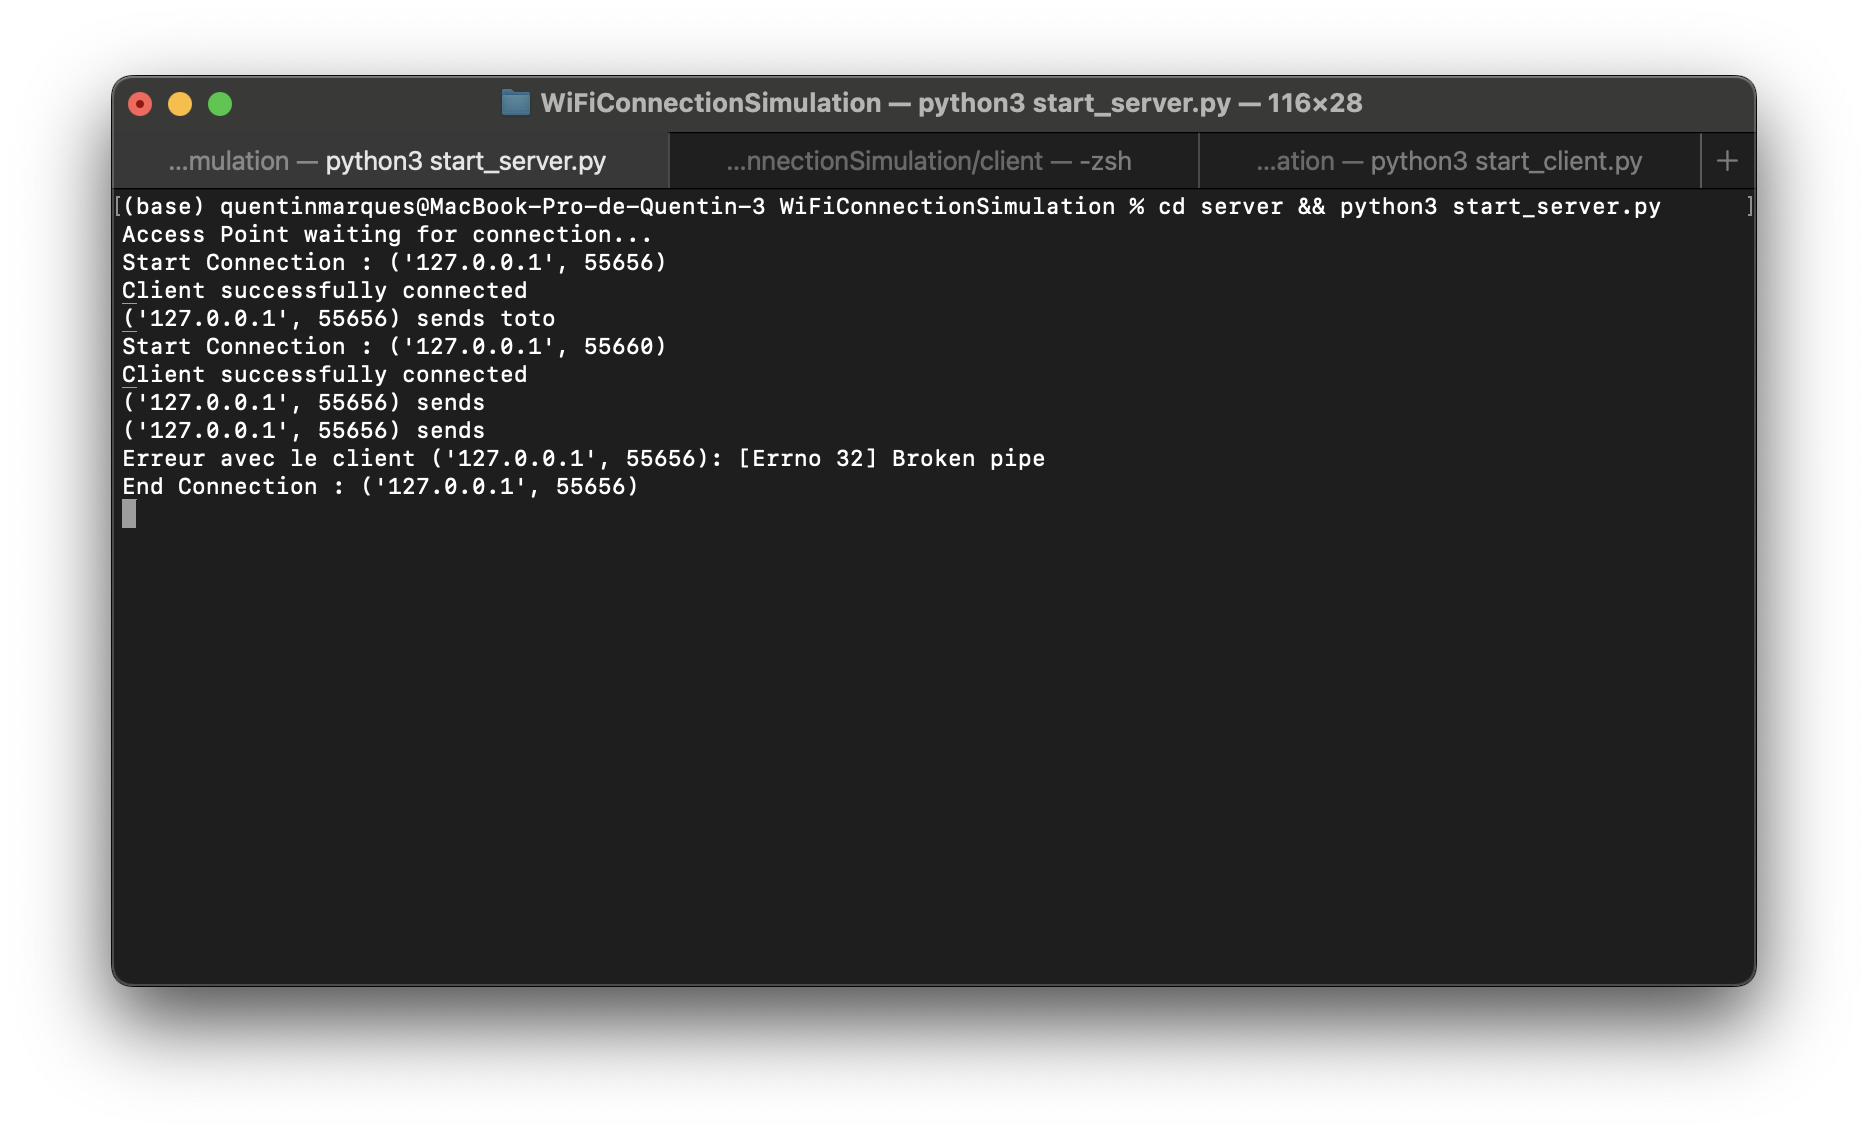 WiFiConnectionSimulation — python3 start_server.py — 116×28
...mulation — python3 start_server.py
...nnectionSimulation/client — -zsh
...ation — python3 start_client.py
+
[(base) quentinmarques@MacBook-Pro-de-Quentin-3 WiFiConnectionSimulation % cd server && python3 start_server.py ]
Access Point waiting for connection...
Start Connection : ('127.0.0.1', 55656)
Client successfully connected
('127.0.0.1', 55656) sends toto
Start Connection : ('127.0.0.1', 55660)
Client successfully connected
('127.0.0.1', 55656) sends
('127.0.0.1', 55656) sends
Erreur avec le client ('127.0.0.1', 55656): [Errno 32] Broken pipe
End Connection : ('127.0.0.1', 55656)